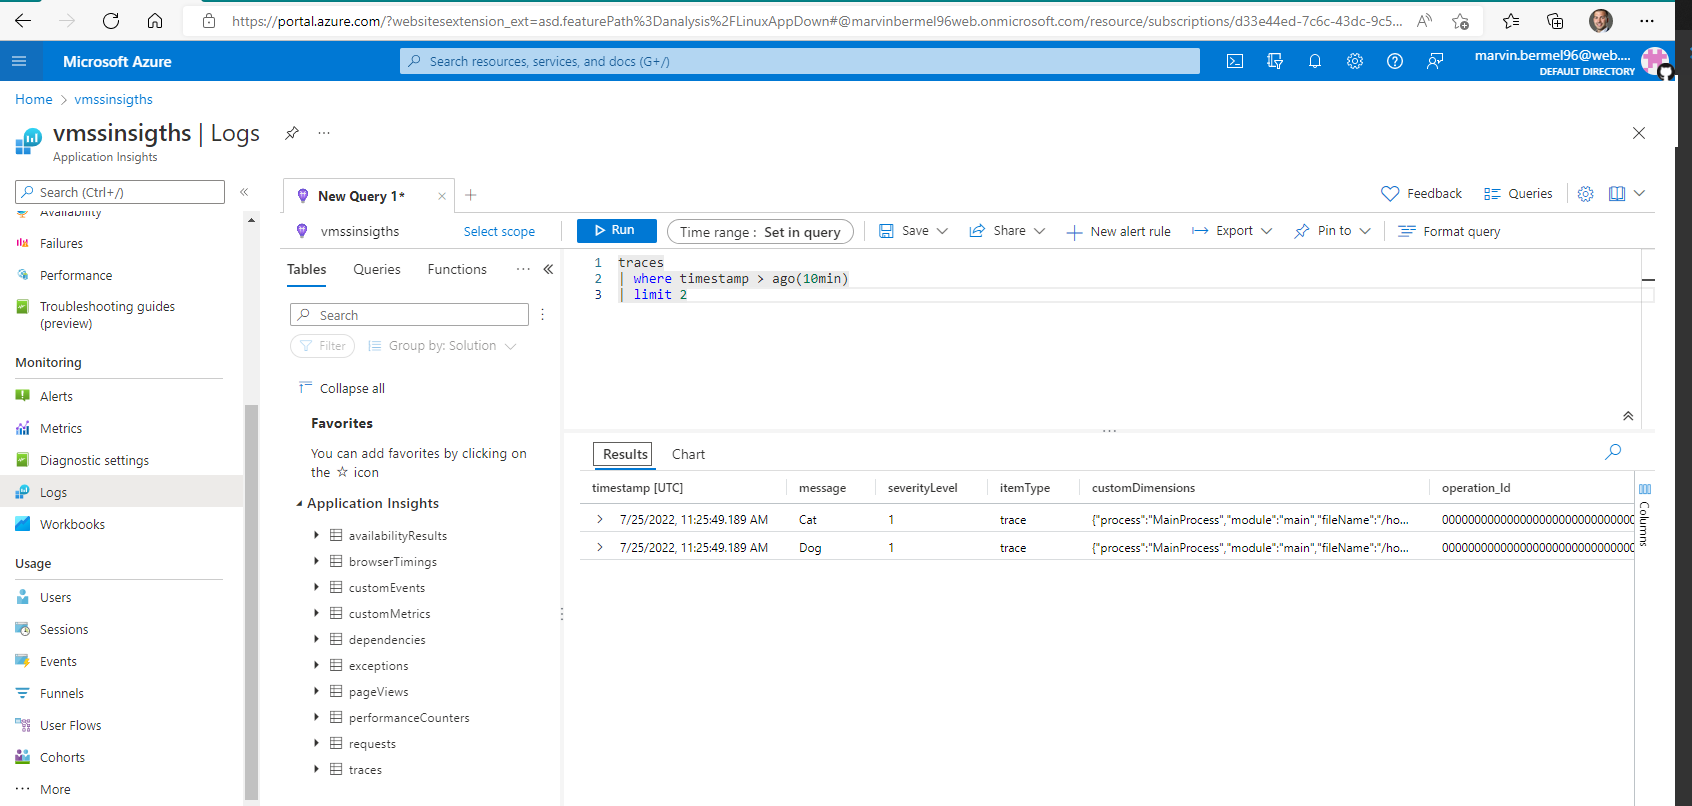 https://portal.azure.com/?websitesextension_ext=asd.featurePath%3Danalysis%2FLinuxAppDown#@marvinbermel96web.onmicrosoft.com/resource/subscriptions/d33e44ed-7c6c-43dc-9c5...
Microsoft Azure
Search resources, services, and docs (G+/)
marvin.bermel96@web....
DEFAULT DIRECTORY
Home > vmssinsigths
vmssinsigths | Logs
Application Insights
Search (Ctrl+/)
Availability
Failures
Performance
Troubleshooting guides
(preview)
Monitoring
Alerts
Metrics
Diagnostic settings
Logs
Workbooks
Usage
Users
Sessions
Events
Funnels
User Flows
Cohorts
More
New Query 1*
Feedback
Queries
vmssinsigths
Select scope
Run
Time range : Set in query
Save
Share
New alert rule
Export
Pin to
Format query
Tables Queries Functions
Search
Filter
Group by: Solution
Collapse all
Favorites
You can add favorites by clicking on
the ☆ icon
Application Insights
availabilityResults
browserTimings
customEvents
customMetrics
dependencies
exceptions
pageViews
performanceCounters
requests
traces
1 traces
2 | where timestamp > ago(10min)
3 | limit 2
Results Chart
timestamp [UTC] message severityLevel itemType customDimensions operation_Id
7/25/2022, 11:25:49.189 AM Cat 1 trace {"process":"MainProcess","module":"main","fileName":"/ho...
7/25/2022, 11:25:49.189 AM Dog 1 trace {"process":"MainProcess","module":"main","fileName":"/ho...
Columns